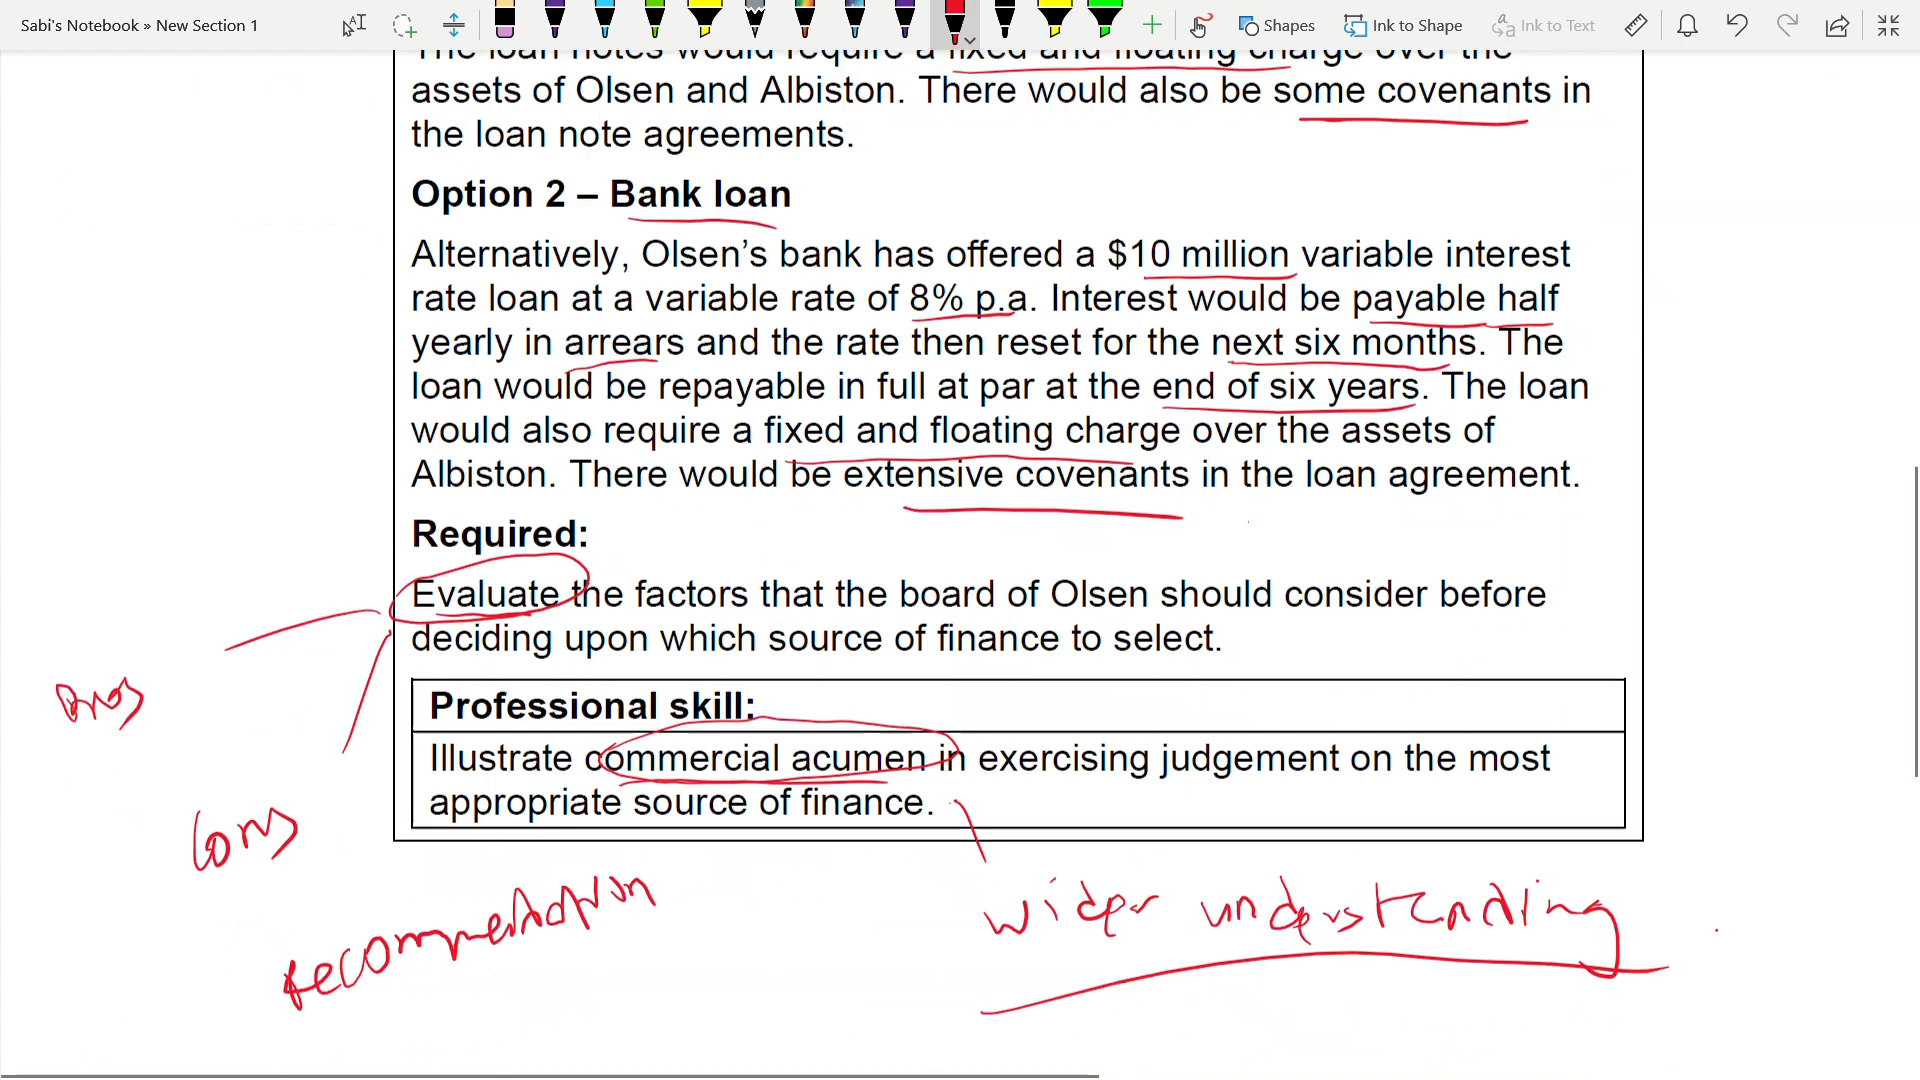 Sabi's Notebook » New Section 1
Shapes
Ink to Shape
Ink to Text
The loan notes would require a fixed and floating charge over the
assets of Olsen and Albiston. There would also be some covenants in
the loan note agreements.
Option 2 – Bank loan
Alternatively, Olsen’s bank has offered a $10 million variable interest
rate loan at a variable rate of 8% p.a. Interest would be payable half
yearly in arrears and the rate then reset for the next six months. The
loan would be repayable in full at par at the end of six years. The loan
would also require a fixed and floating charge over the assets of
Albiston. There would be extensive covenants in the loan agreement.
Required:
Evaluate the factors that the board of Olsen should consider before
deciding upon which source of finance to select.
Professional skill:
Illustrate commercial acumen in exercising judgement on the most
appropriate source of finance.
Pros
Cons
recommendation
wider understanding